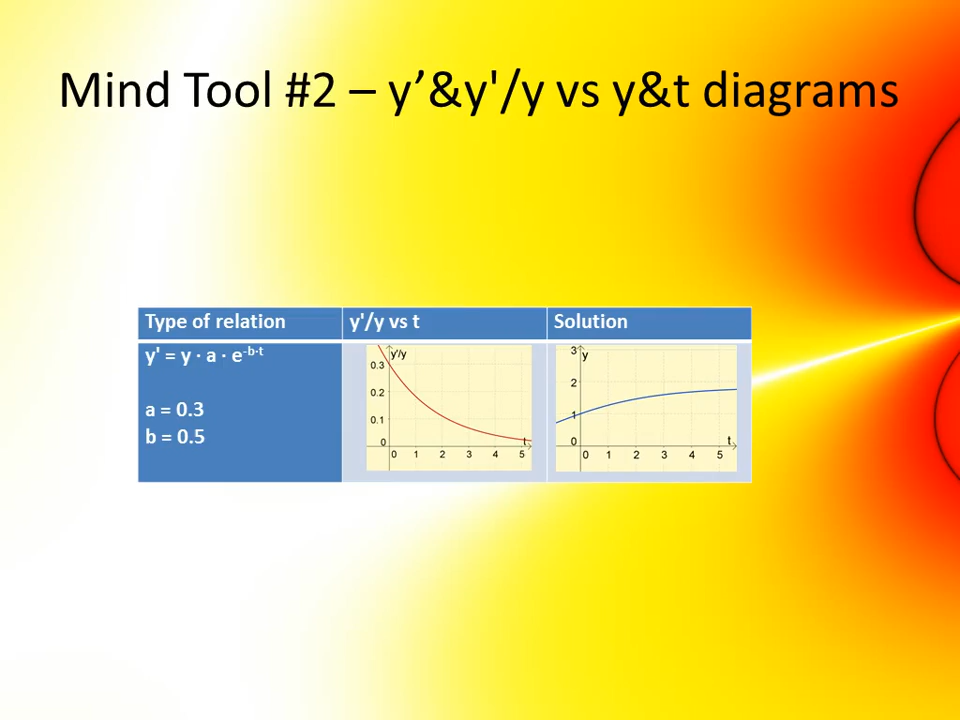 Mind Tool #2 – y’&y'/y vs y&t diagrams
Type of relation
y'/y vs t
Solution
y' = y · a · e^-b·t
a = 0.3
b = 0.5
y'/y
0.3
0.2
0.1
0
t
0 1 2 3 4 5
3
y
2
1
0
t
0 1 2 3 4 5